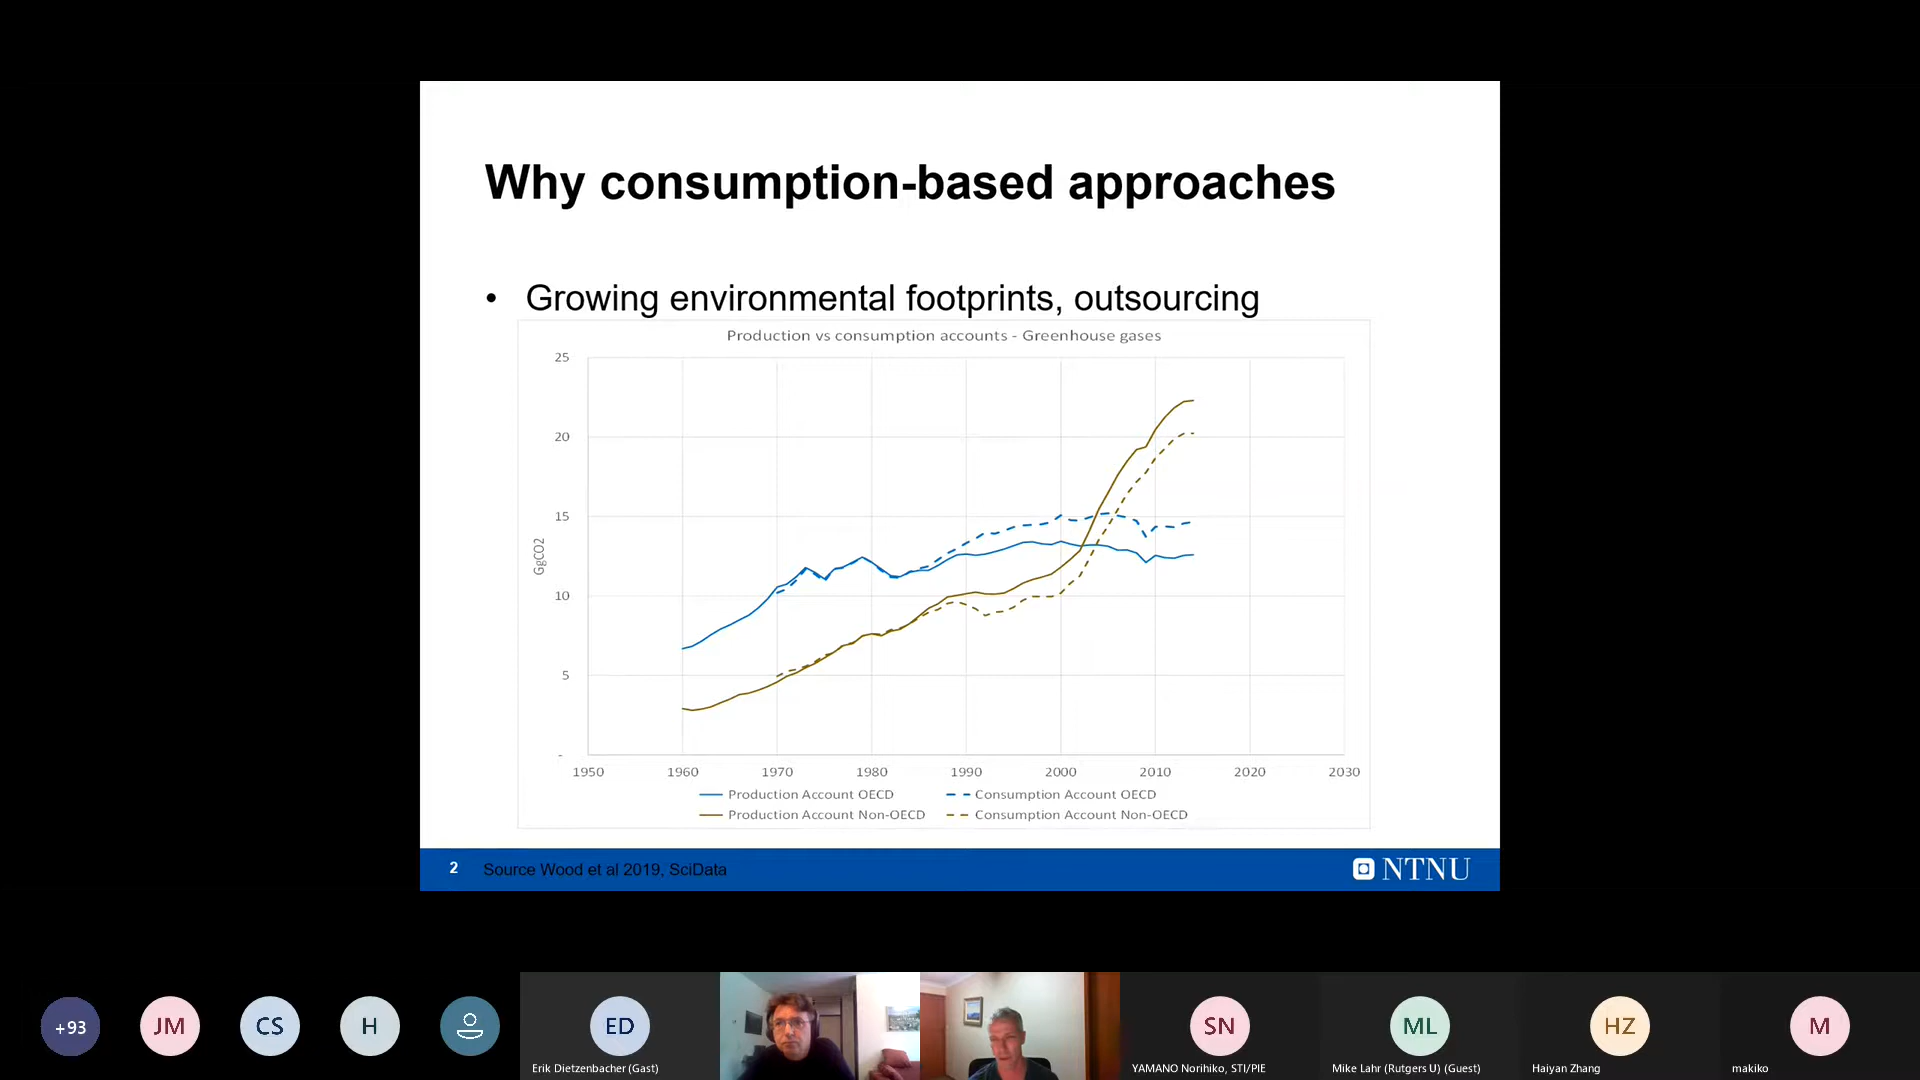 Why consumption-based approaches
• Growing environmental footprints, outsourcing
Production vs consumption accounts - Greenhouse gases
25
20
15
10
5
-
GgCO2
1950 1960 1970 1980 1990 2000 2010 2020 2030
Production Account OECD Consumption Account OECD
Production Account Non-OECD Consumption Account Non-OECD
2 Source Wood et al 2019, SciData NTNU
+93 JM CS H ED SN ML HZ M
Erik Dietzenbacher (Gast) YAMANO Norihiko, STI/PIE Mike Lahr (Rutgers U) (Guest) Haiyan Zhang makiko